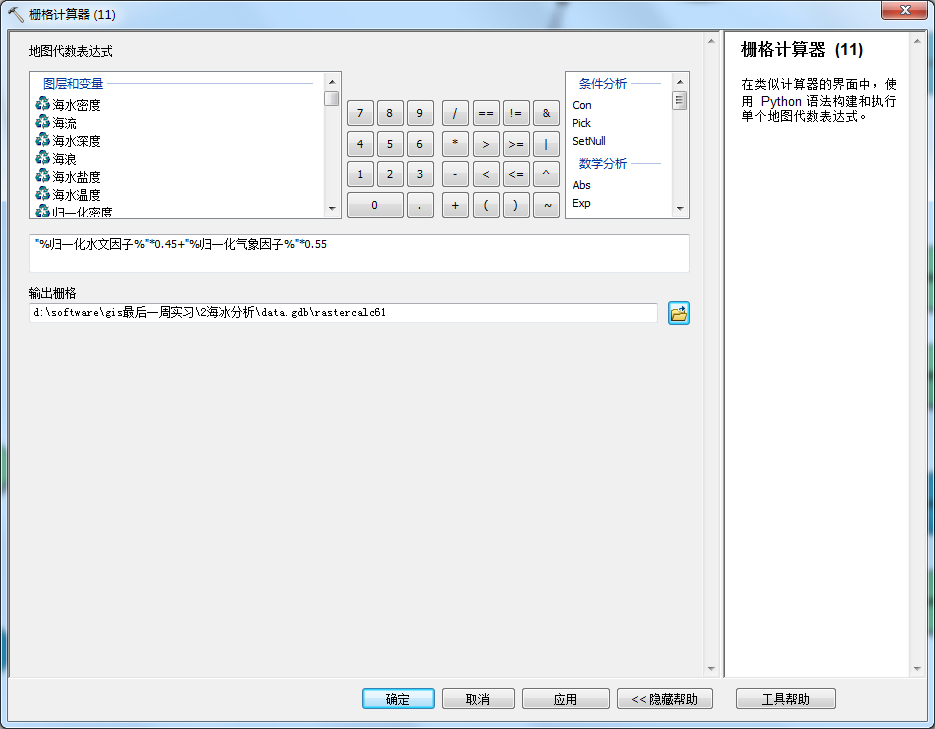 栅格计算器 (11)
地图代数表达式
图层和变量
海水密度
海流
海水深度
海浪
海水盐度
海水温度
归一化密度
7 8 9 / == != &
4 5 6 * > >= |
1 2 3 - < <= ^
0 . + ( ) ~
条件分析
Con
Pick
SetNull
数学分析
Abs
Exp
"%归一化水文因子%"*0.45+"%归一化气象因子%"*0.55
输出栅格
d:\software\gis最后一周实习\2海冰分析\data.gdb\rastercalc61
确定
取消
应用
<< 隐藏帮助
工具帮助
栅格计算器 (11)
在类似计算器的界面中，使
用 Python 语法构建和执行
单个地图代数表达式。